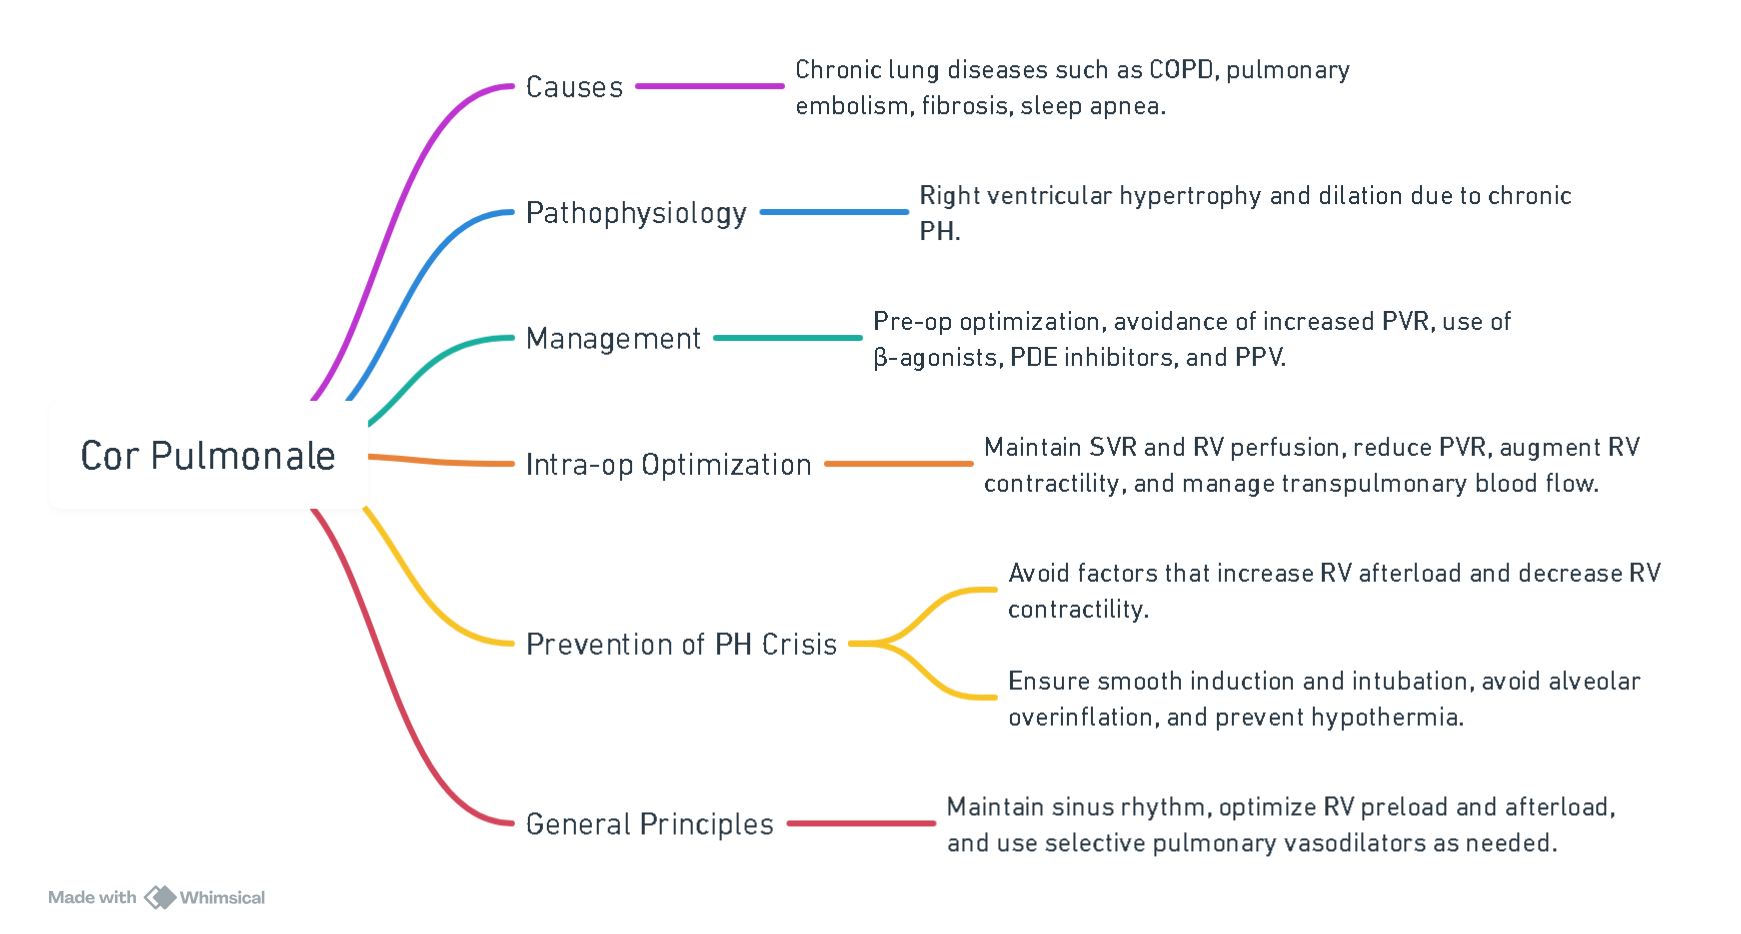 Causes
Chronic lung diseases such as COPD, pulmonary
embolism, fibrosis, sleep apnea.
Pathophysiology
Right ventricular hypertrophy and dilation due to chronic
PH.
Management
Pre-op optimization, avoidance of increased PVR, use of
β-agonists, PDE inhibitors, and PPV.
Cor Pulmonale
Intra-op Optimization
Maintain SVR and RV perfusion, reduce PVR, augment RV
contractility, and manage transpulmonary blood flow.
Prevention of PH Crisis
Avoid factors that increase RV afterload and decrease RV
contractility.
Ensure smooth induction and intubation, avoid alveolar
overinflation, and prevent hypothermia.
General Principles
Maintain sinus rhythm, optimize RV preload and afterload,
and use selective pulmonary vasodilators as needed.
Made with Whimsical